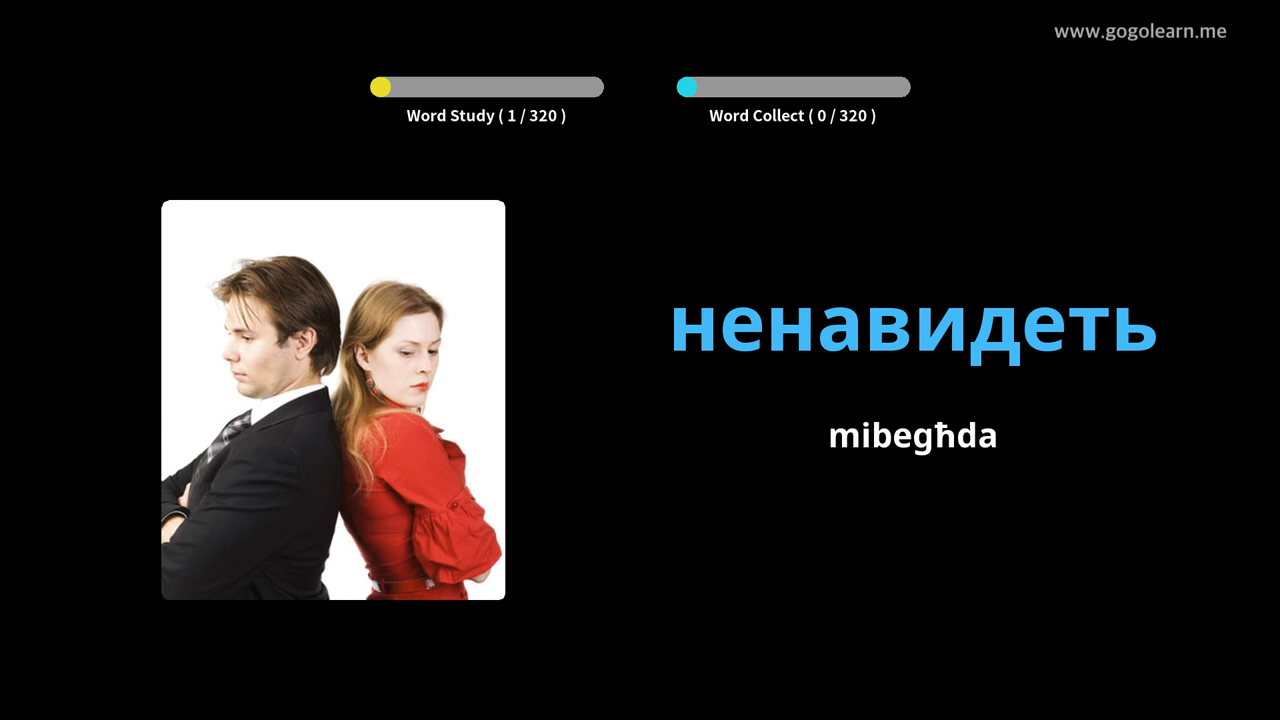 www.gogolearn.me
Word Study ( 1 / 320 )
Word Collect ( 0 / 320 )
ненавидеть
mibegħda